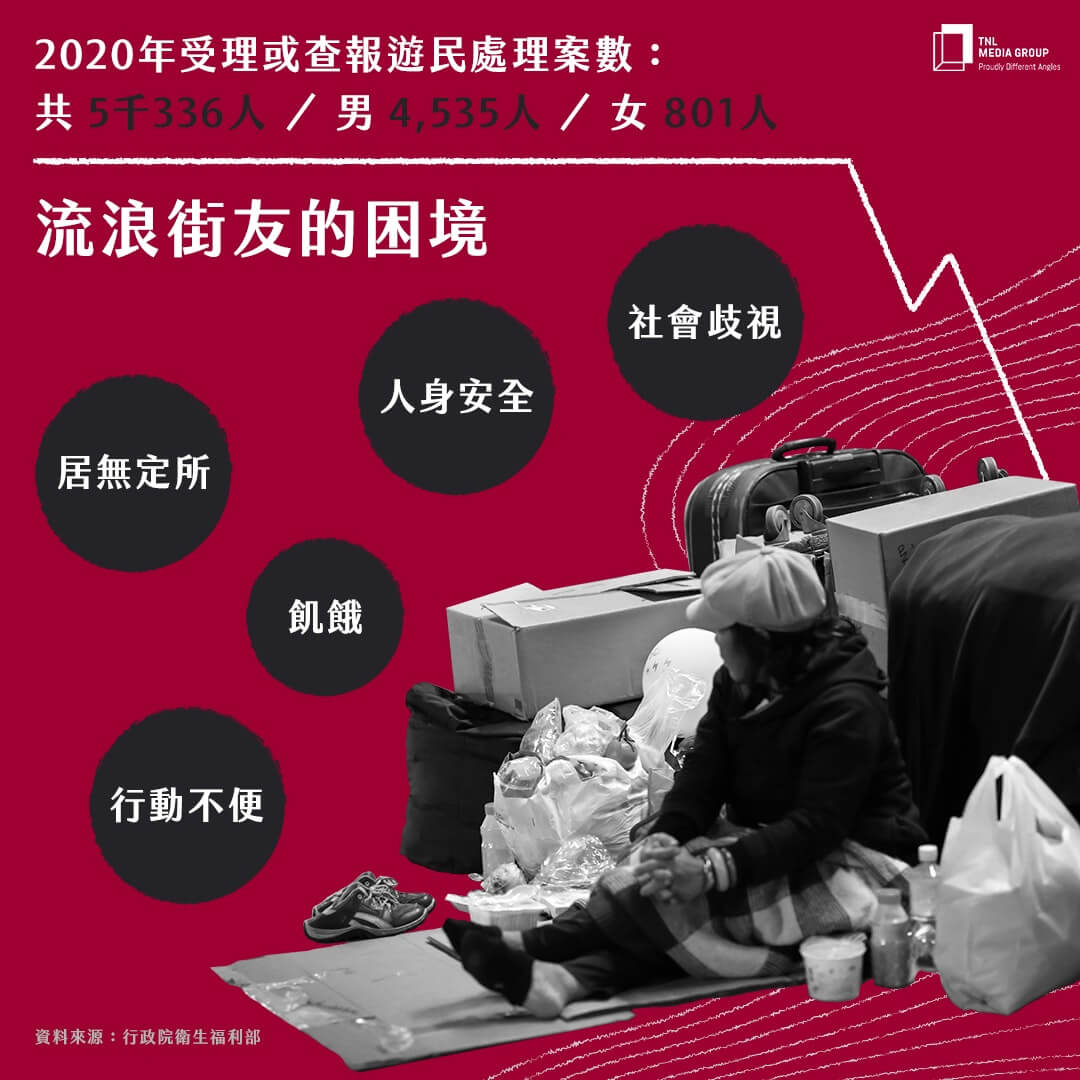 2020年受理或查報遊民處理案數：
共 5千336人 / 男 4,535人 / 女 801人
TNL
MEDIA GROUP
Proudly Different Angles
流浪街友的困境
社會歧視
人身安全
居無定所
飢餓
行動不便
資料來源：行政院衛生福利部